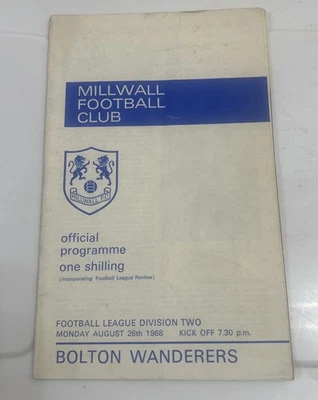 MILLWALL
FOOTBALL
CLUB
MILLWALL F.C.
official
programme
one shilling
(incorporating Football League Review)
FOOTBALL LEAGUE DIVISION TWO
MONDAY AUGUST 26th 1968 KICK OFF 7.30 p.m.
BOLTON WANDERERS